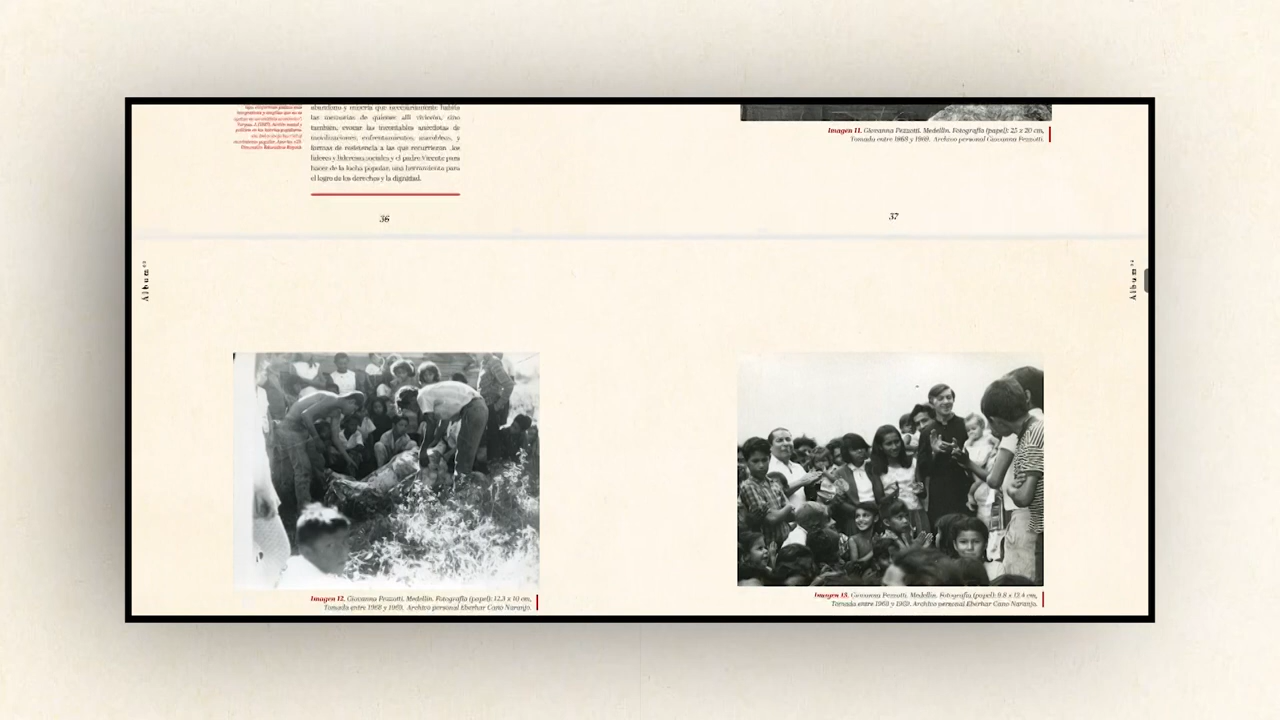 abandono y miseria que necesariamente habita
las memorias de quienes allí vivieron, sino
también, evocar las incontables anécdotas de
movilizaciones, enfrentamientos, asambleas, y
formas de resistencia a las que recurrieron los
líderes y lideresas sociales y el padre Vicente para
hacer de la lucha popular, una herramienta para
el logro de los derechos y la dignidad.
36
Imagen 11. Giovanna Pezzotti. Medellín. Fotografía (papel); 25 x 20 cm,
Tomada entre 1968 y 1969. Archivo personal Giovanna Pezzotti.
37
Álbum
Álbum
Imagen 12. Giovanna Pezzotti. Medellín. Fotografía (papel); 12.3 x 10 cm,
Tomada entre 1968 y 1969. Archivo personal Eberhar Cano Naranjo.
Imagen 13. Giovanna Pezzotti. Medellín. Fotografía (papel); 9.8 x 12.4 cm,
Tomada entre 1968 y 1969. Archivo personal Eberhar Cano Naranjo.